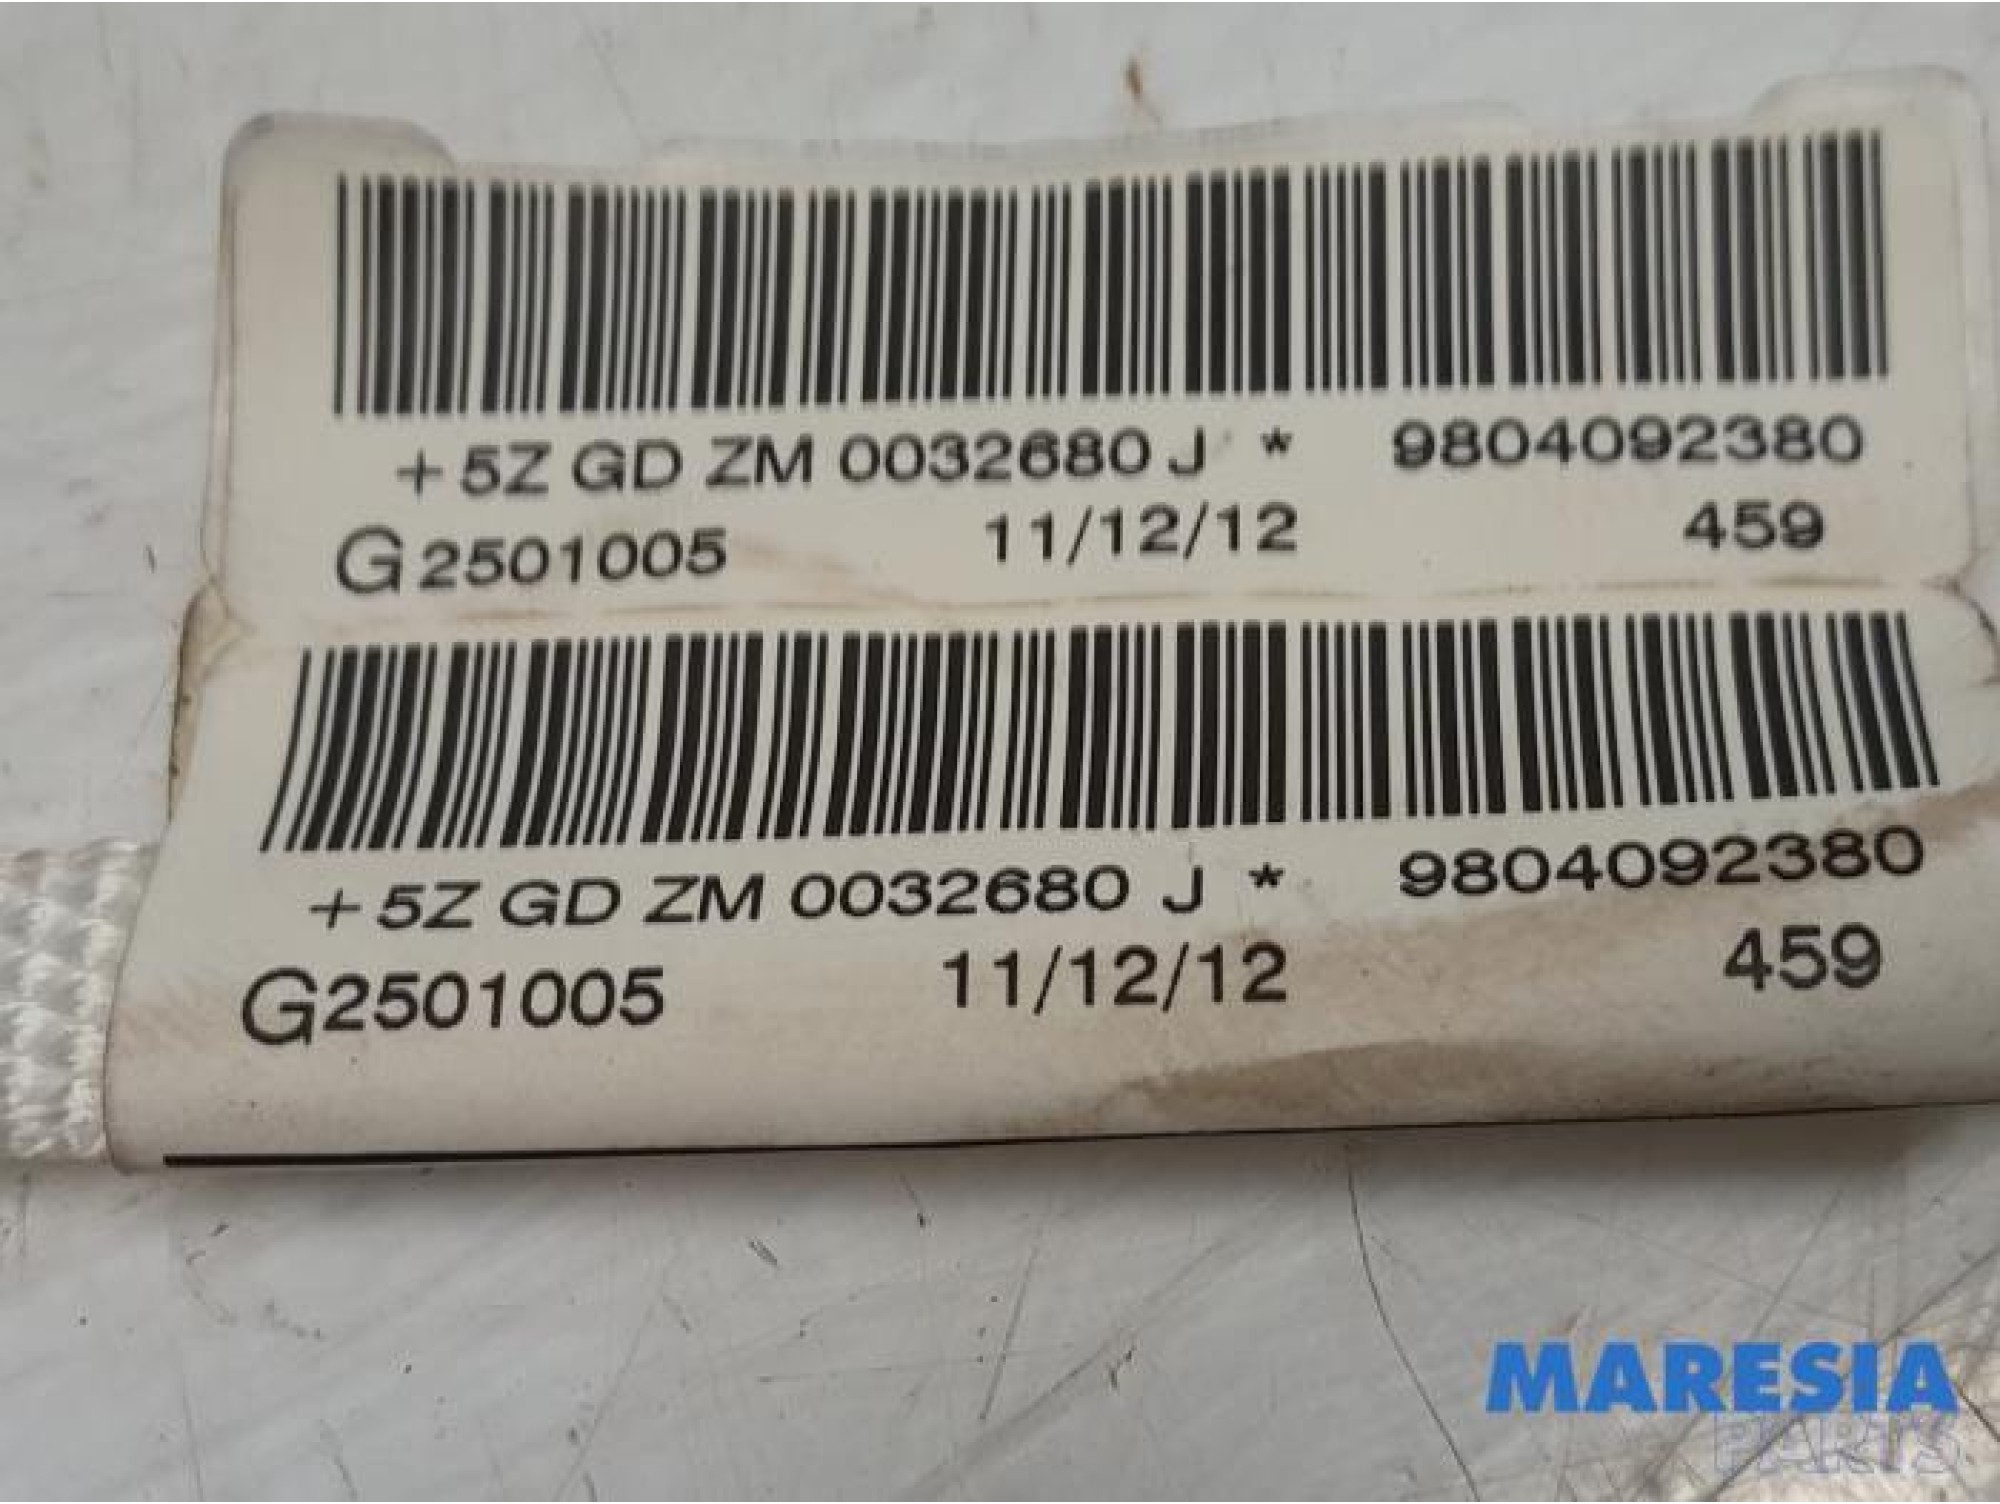 +5Z GD ZM 0032680 J * 9804092380
G2501005 11/12/12 459
+5Z GD ZM 0032680 J * 9804092380
G2501005 11/12/12 459
MARESIA
PARTS